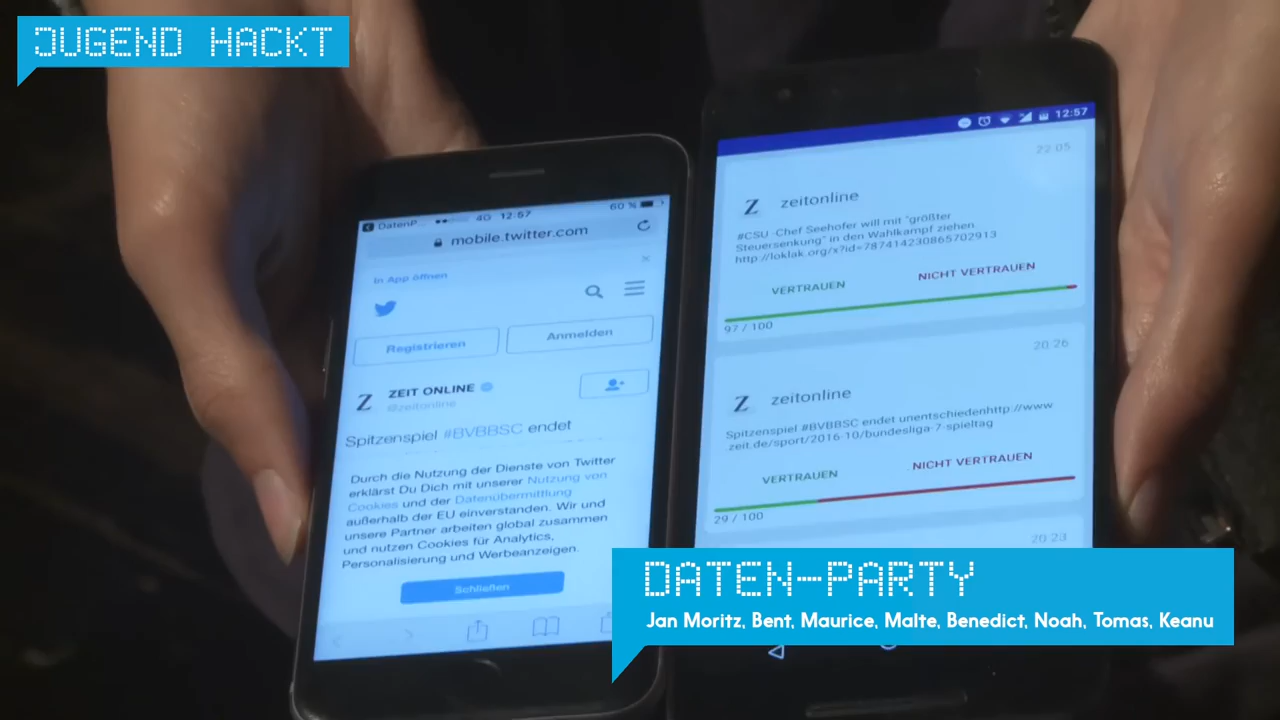 JUGEND HACKT
DatenP
4G 12:57
60 %
mobile.twitter.com
In App öffnen
Registrieren
Anmelden
Z ZEIT ONLINE
@zeitonline
Spitzenspiel #BVBBSC endet
Durch die Nutzung der Dienste von Twitter
erklärst Du Dich mit unserer Nutzung von
Cookies und der Datenübermittlung
außerhalb der EU einverstanden. Wir und
unsere Partner arbeiten global zusammen
und nutzen Cookies für Analytics,
Personalisierung und Werbeanzeigen.
Schließen
12:57
22:05
Z zeitonline
#CSU-Chef Seehofer will mit "größter
Steuersenkung" in den Wahlkampf ziehen
http://loklak.org/x?id=787414230865702913
VERTRAUEN
NICHT VERTRAUEN
97 / 100
20:26
Z zeitonline
Spitzenspiel #BVBBSC endet unentschiedenhttp://www
zeit.de/sport/2016-10/bundesliga-7-spieltag
VERTRAUEN
NICHT VERTRAUEN
29 / 100
20:23
DATEN-PARTY
Jan Moritz, Bent, Maurice, Malte, Benedict, Noah, Tomas, Keanu